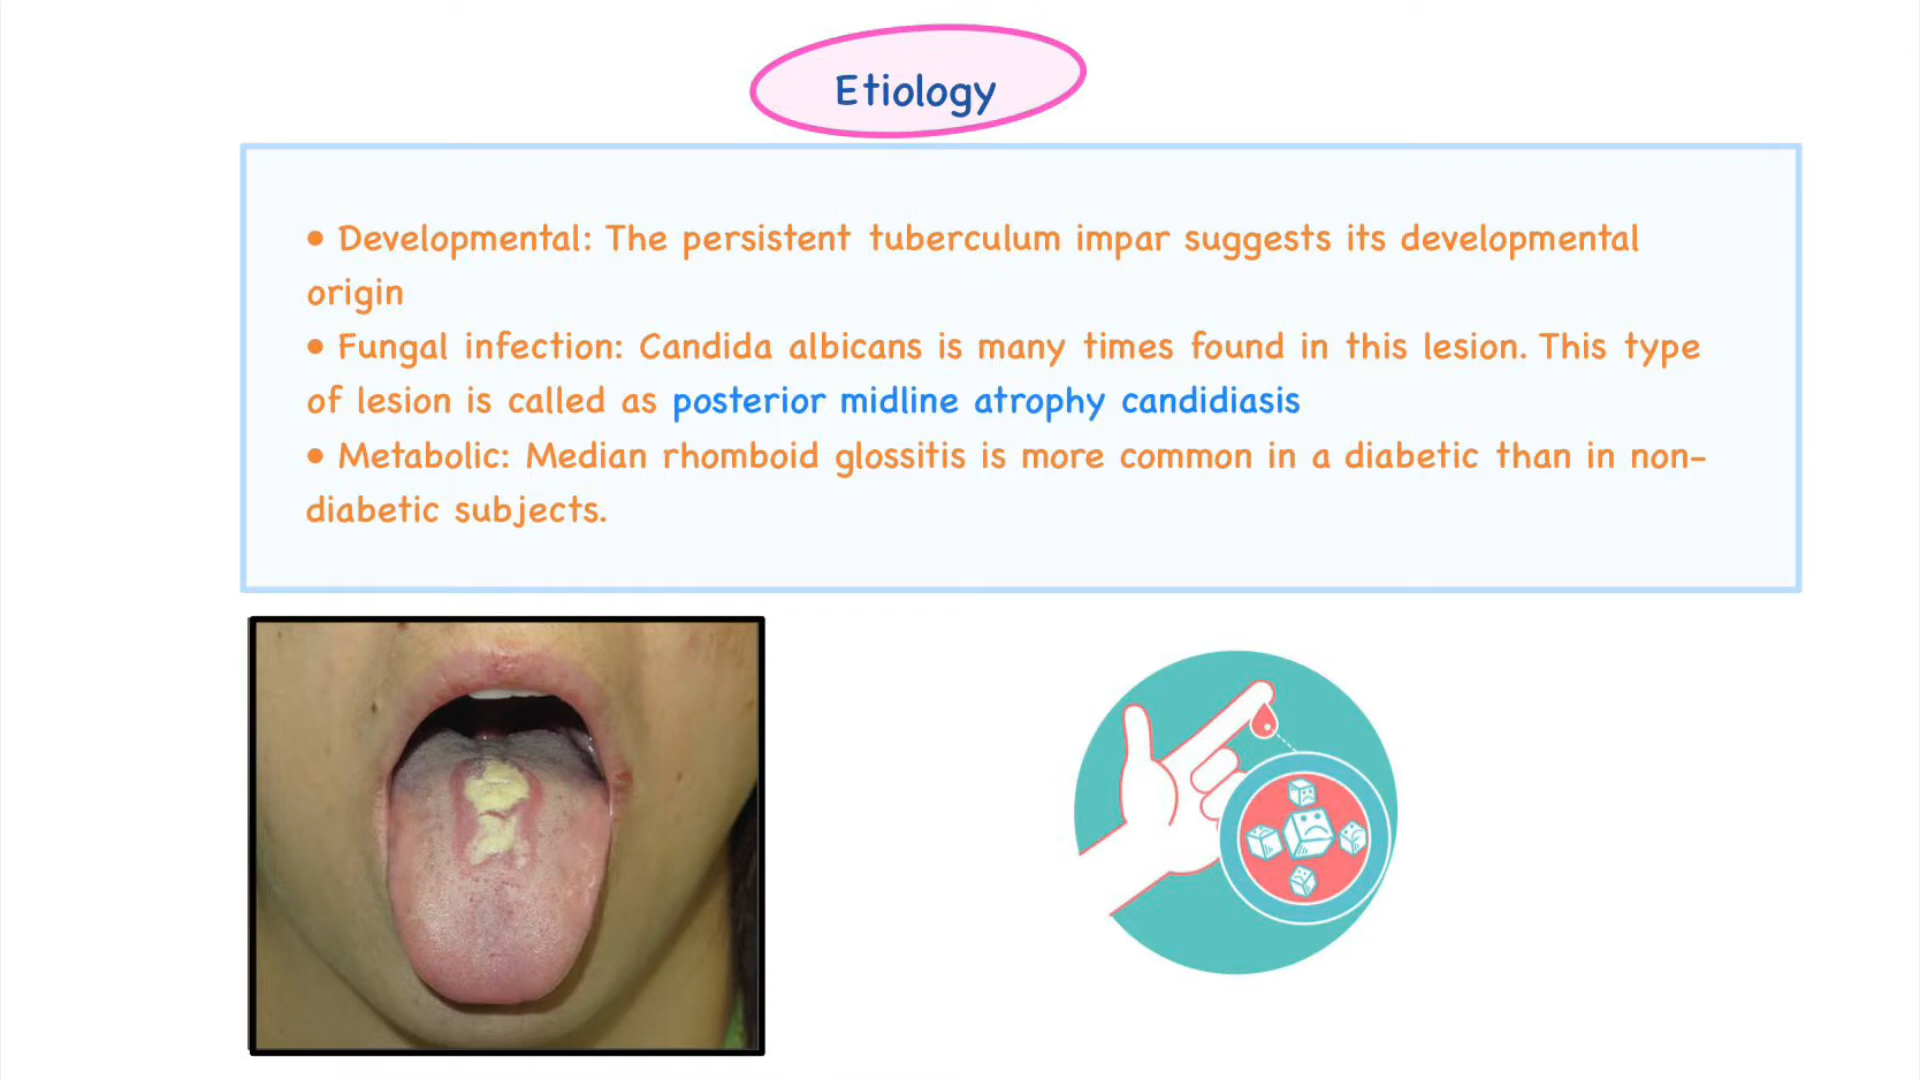 Etiology
• Developmental: The persistent tuberculum impar suggests its developmental
origin
• Fungal infection: Candida albicans is many times found in this lesion. This type
of lesion is called as posterior midline atrophy candidiasis
• Metabolic: Median rhomboid glossitis is more common in a diabetic than in non-
diabetic subjects.